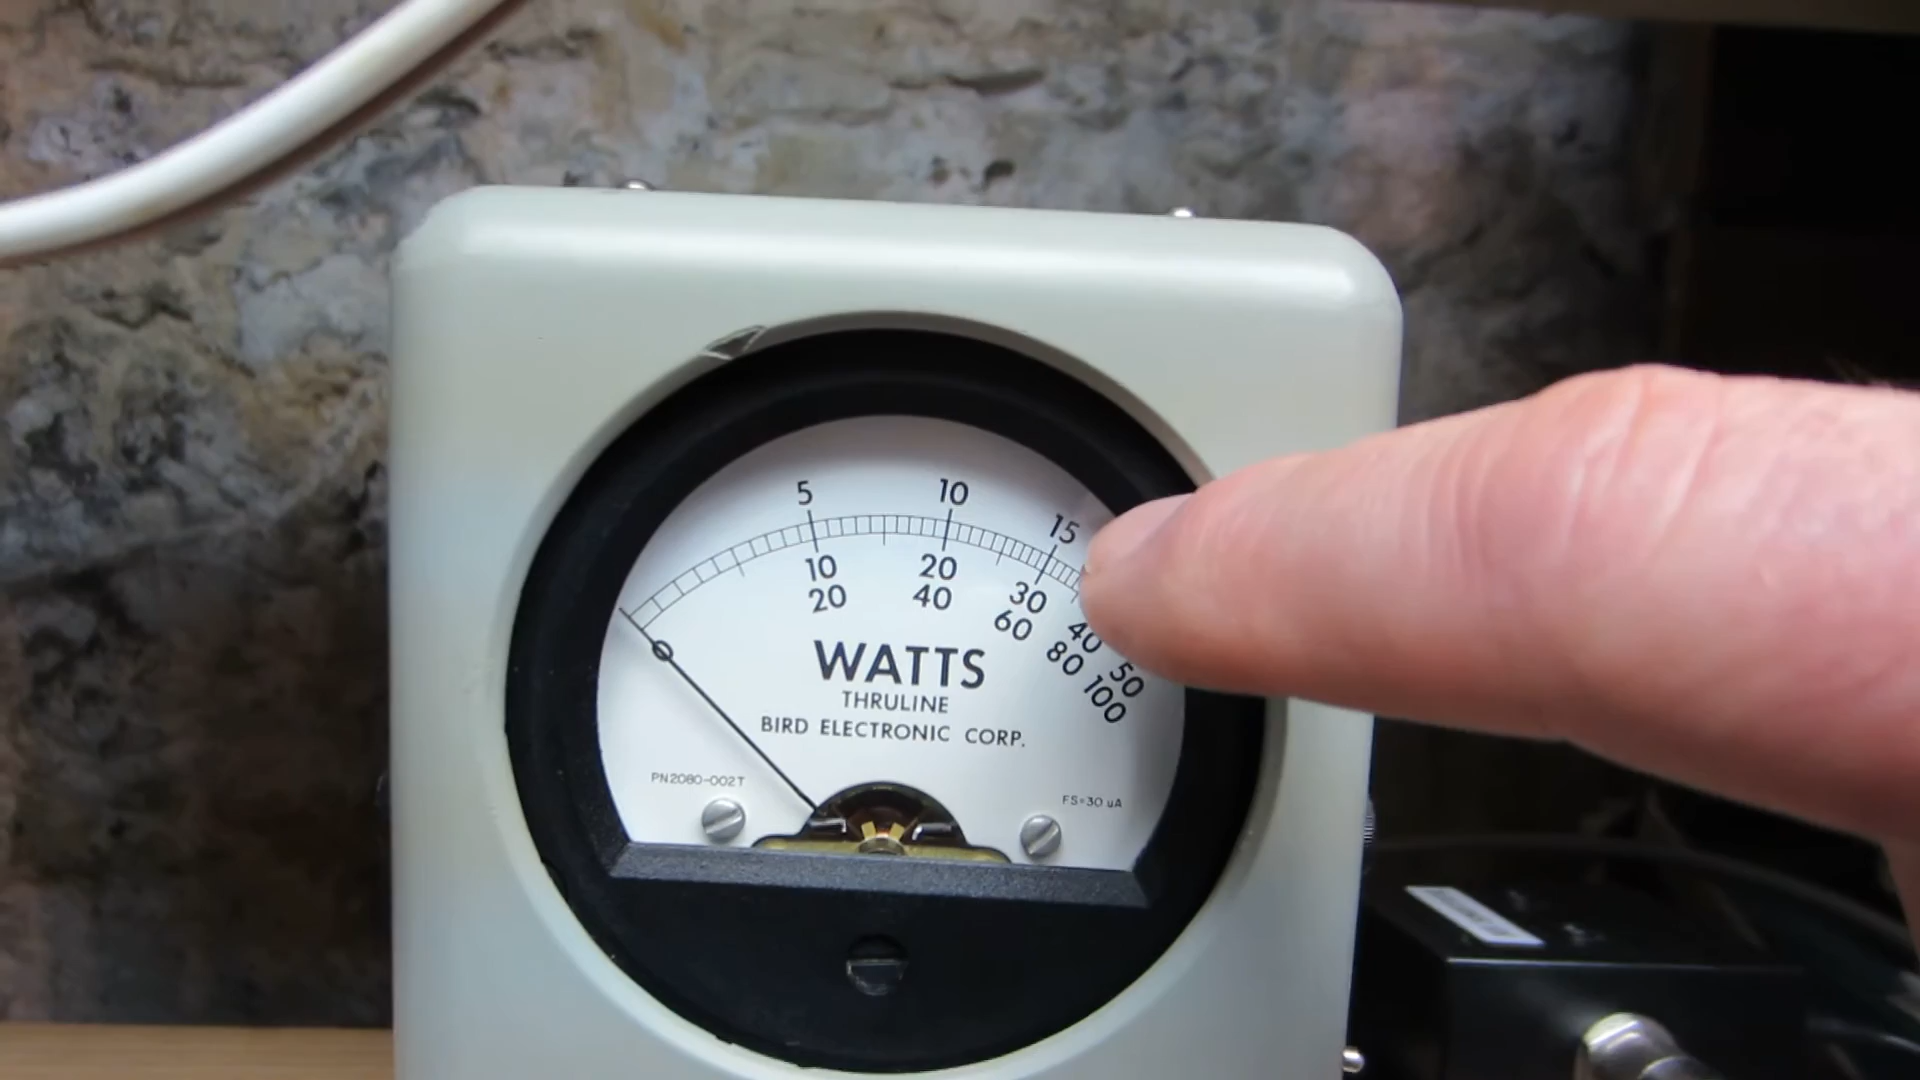 5 10 15
10 20 30 40 50
20 40 60 80 100
0
WATTS
THRULINE
BIRD ELECTRONIC CORP.
PN2080-002T
FS=30 uA